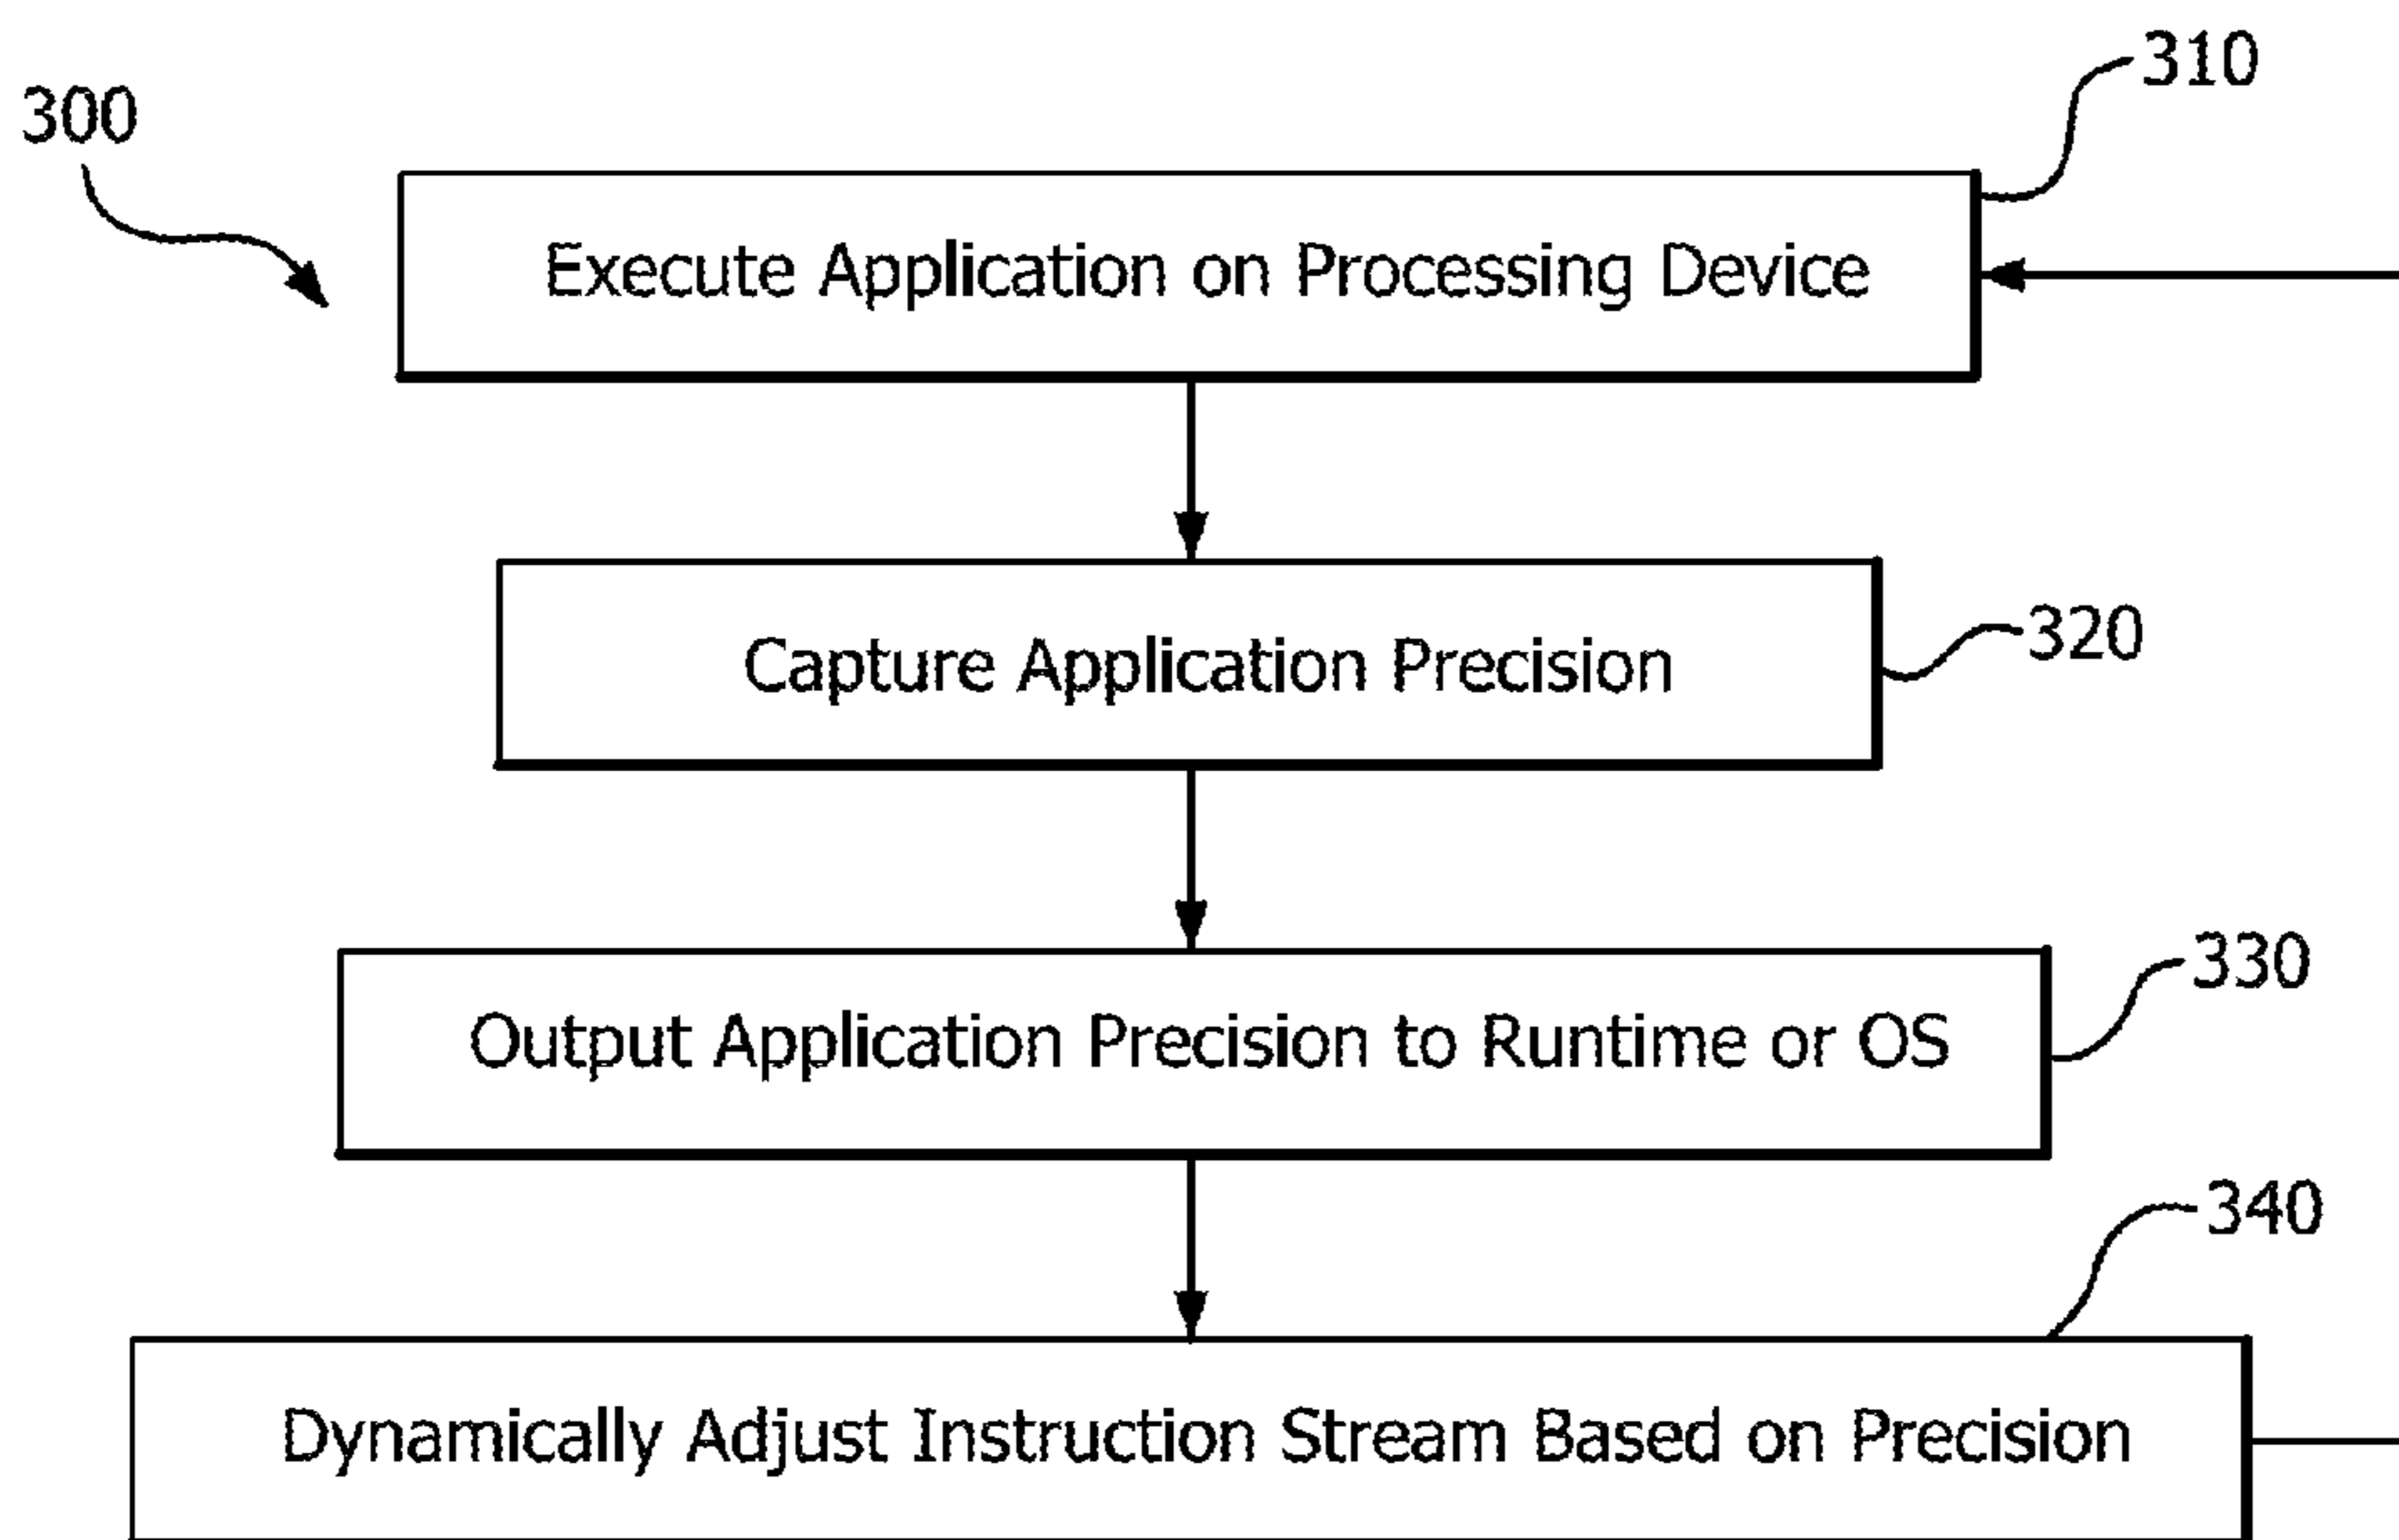 310
300
Execute Application on Processing Device
320
Capture Application Precision
330
Output Application Precision to Runtime or OS
340
Dynamically Adjust Instruction Stream Based on Precision